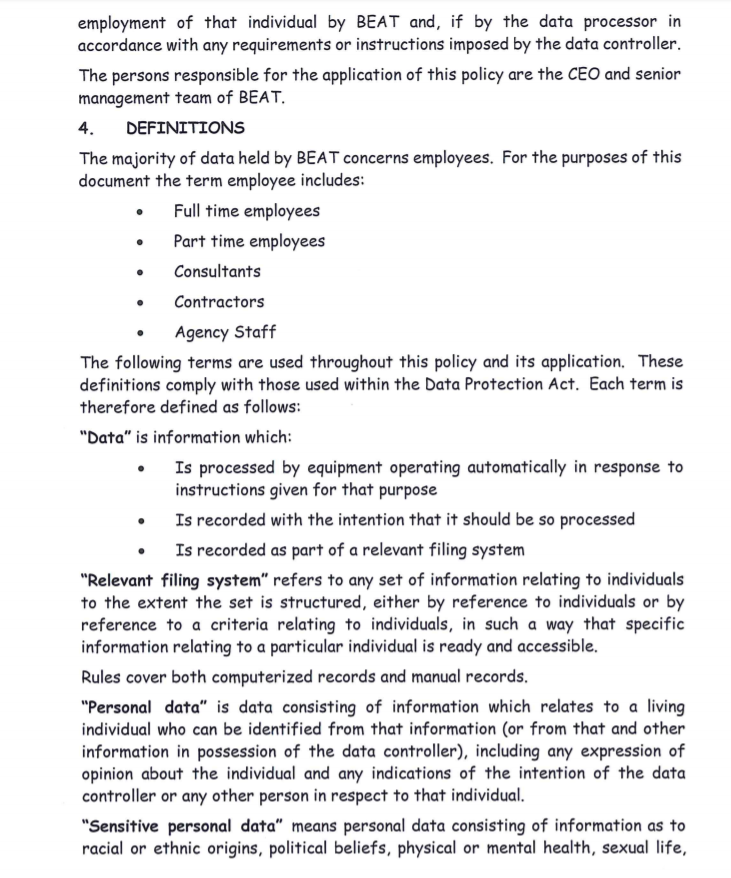 employment of that individual by BEAT and, if by the data processor in
accordance with any requirements or instructions imposed by the data controller.
The persons responsible for the application of this policy are the CEO and senior
management team of BEAT.
4. DEFINITIONS
The majority of data held by BEAT concerns employees. For the purposes of this
document the term employee includes:
• Full time employees
• Part time employees
• Consultants
• Contractors
• Agency Staff
The following terms are used throughout this policy and its application. These
definitions comply with those used within the Data Protection Act. Each term is
therefore defined as follows:
"Data" is information which:
• Is processed by equipment operating automatically in response to
instructions given for that purpose
• Is recorded with the intention that it should be so processed
• Is recorded as part of a relevant filing system
"Relevant filing system" refers to any set of information relating to individuals
to the extent the set is structured, either by reference to individuals or by
reference to a criteria relating to individuals, in such a way that specific
information relating to a particular individual is ready and accessible.
Rules cover both computerized records and manual records.
"Personal data" is data consisting of information which relates to a living
individual who can be identified from that information (or from that and other
information in possession of the data controller), including any expression of
opinion about the individual and any indications of the intention of the data
controller or any other person in respect to that individual.
"Sensitive personal data" means personal data consisting of information as to
racial or ethnic origins, political beliefs, physical or mental health, sexual life,